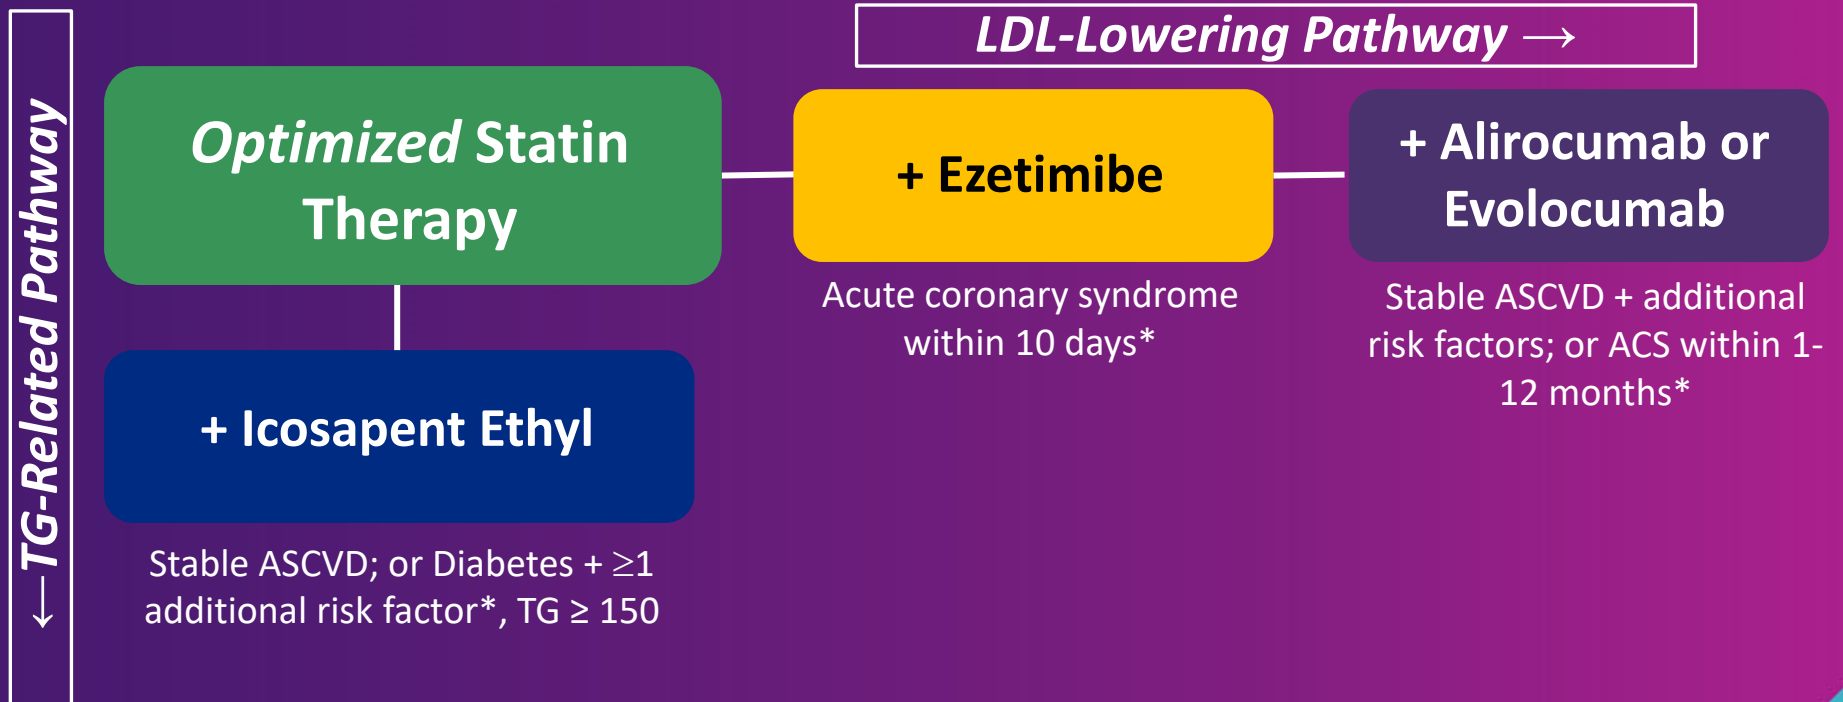 LDL-Lowering Pathway →
←TG-Related Pathway
Optimized Statin
Therapy
+ Ezetimibe
+ Alirocumab or
Evolocumab
Acute coronary syndrome
within 10 days*
Stable ASCVD + additional
risk factors; or ACS within 1-
12 months*
+ Icosapent Ethyl
Stable ASCVD; or Diabetes + ≥1
additional risk factor*, TG ≥ 150